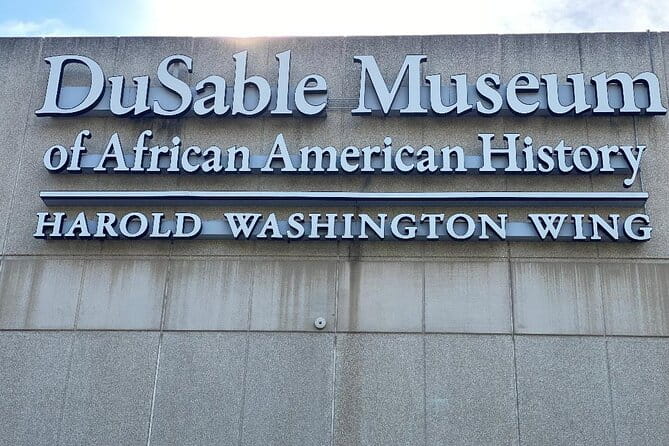 DuSable Museum
of African American History
HAROLD WASHINGTON WING